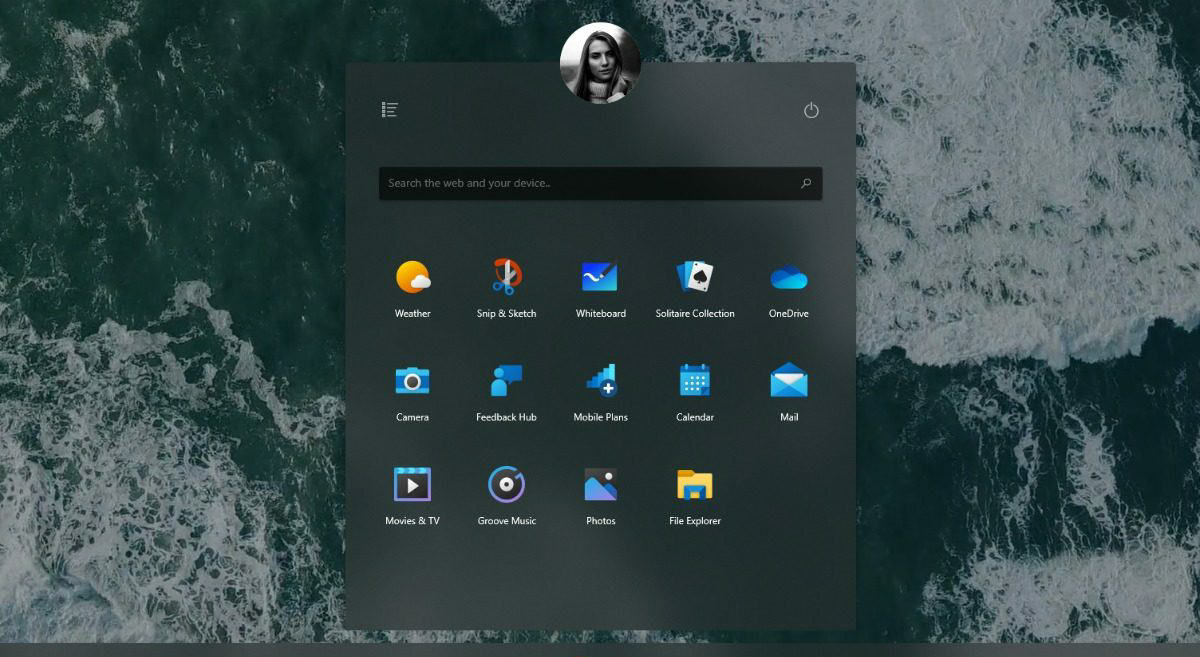 Search the web and your device..
Weather
Snip & Sketch
Whiteboard
Solitaire Collection
OneDrive
Camera
Feedback Hub
Mobile Plans
Calendar
Mail
Movies & TV
Groove Music
Photos
File Explorer